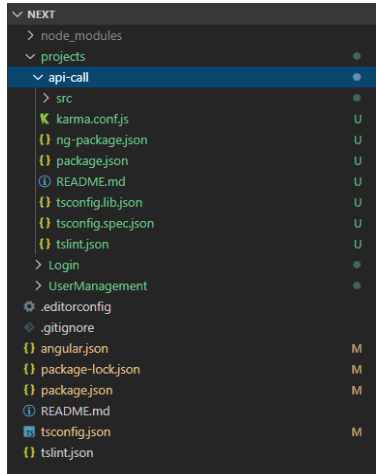 NEXT
node_modules
projects
api-call
src
karma.conf.js U
ng-package.json U
package.json U
README.md U
tsconfig.lib.json U
tsconfig.spec.json U
tslint.json U
Login
UserManagement
.editorconfig
.gitignore
angular.json M
package-lock.json M
package.json M
README.md
tsconfig.json M
tslint.json